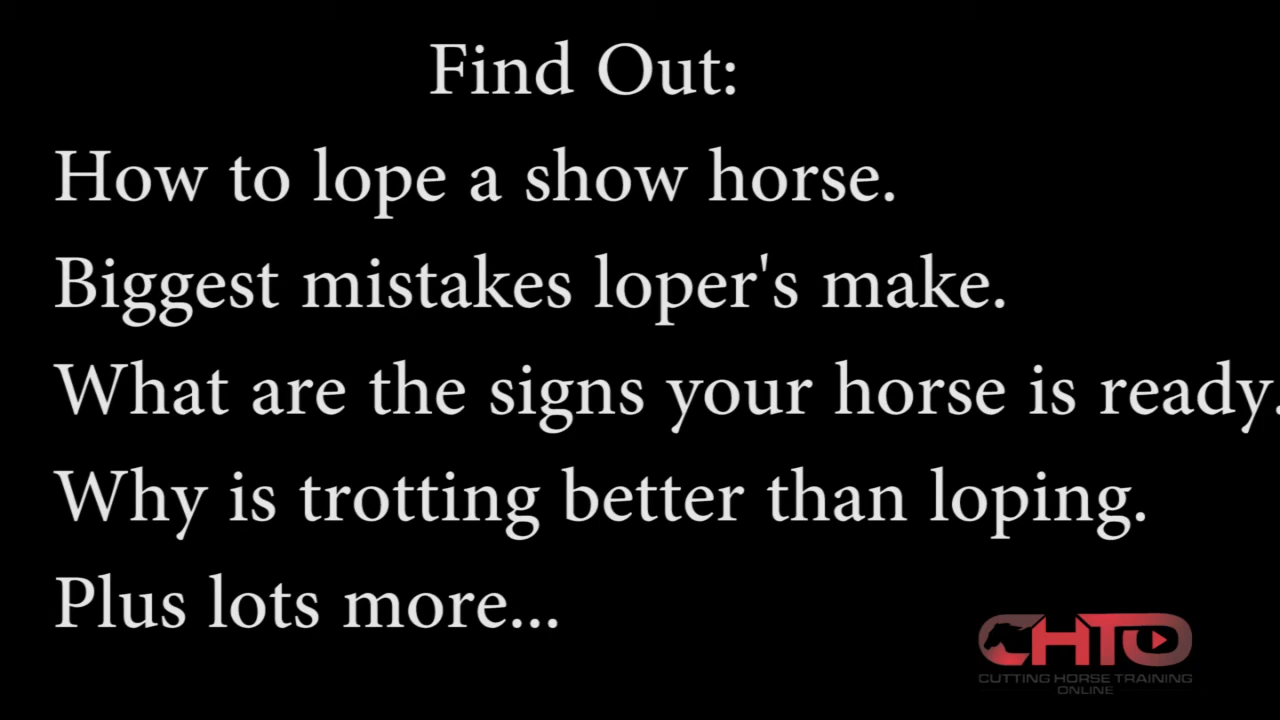 Find Out:
How to lope a show horse.
Biggest mistakes loper's make.
What are the signs your horse is ready.
Why is trotting better than loping.
Plus lots more...
CHTO
CUTTING HORSE TRAINING
ONLINE